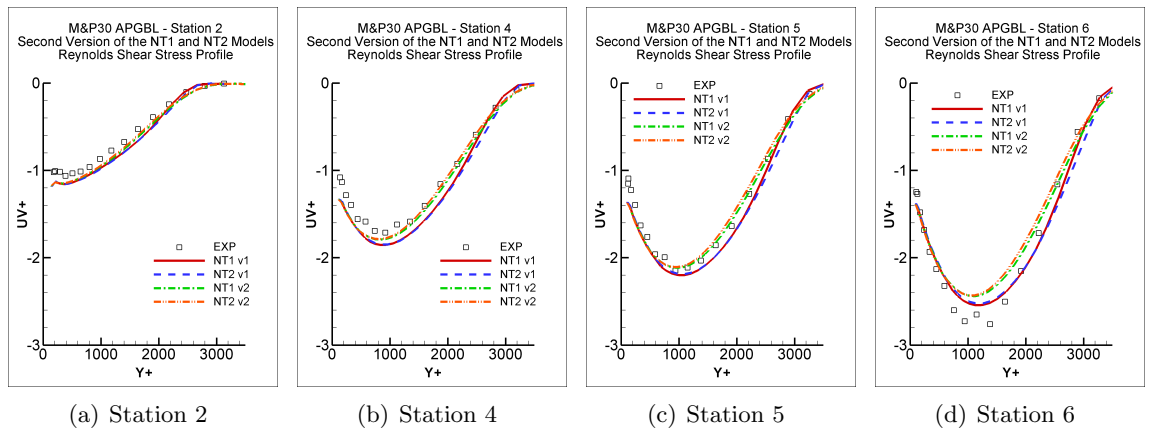 M&P30 APGBL - Station 2
Second Version of the NT1 and NT2 Models
Reynolds Shear Stress Profile
0
-1
-2
-3
UV+
0
1000
2000
3000
Y+
EXP
NT1 v1
NT2 v1
NT1 v2
NT2 v2
(a) Station 2
M&P30 APGBL - Station 4
Second Version of the NT1 and NT2 Models
Reynolds Shear Stress Profile
0
-1
-2
-3
UV+
0
1000
2000
3000
Y+
EXP
NT1 v1
NT2 v1
NT1 v2
NT2 v2
(b) Station 4
M&P30 APGBL - Station 5
Second Version of the NT1 and NT2 Models
Reynolds Shear Stress Profile
0
-1
-2
-3
UV+
0
1000
2000
3000
Y+
EXP
NT1 v1
NT2 v1
NT1 v2
NT2 v2
(c) Station 5
M&P30 APGBL - Station 6
Second Version of the NT1 and NT2 Models
Reynolds Shear Stress Profile
0
-1
-2
-3
UV+
0
1000
2000
3000
Y+
EXP
NT1 v1
NT2 v1
NT1 v2
NT2 v2
(d) Station 6